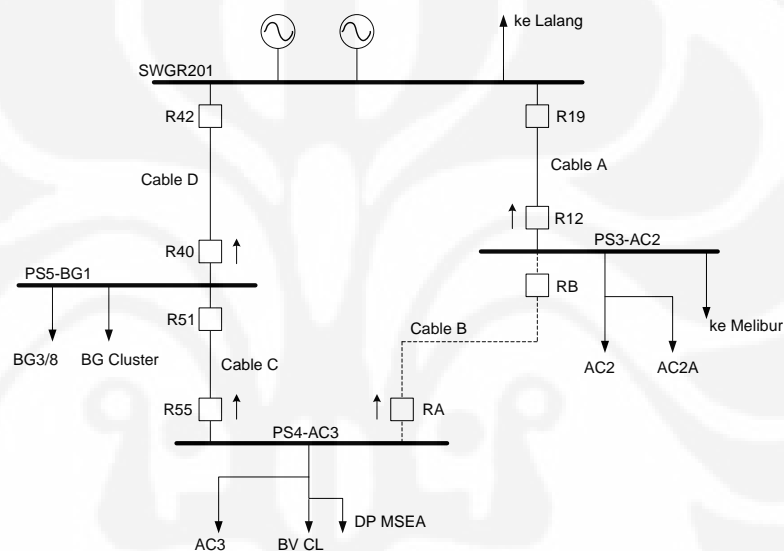 ke Lalang
SWGR201
R42
R19
Cable D
Cable A
R12
R40
PS3-AC2
PS5-BG1
RB
R51
Cable B
ke Melibur
BG3/8
BG Cluster
Cable C
AC2
AC2A
R55
RA
PS4-AC3
DP MSEA
AC3
BV CL